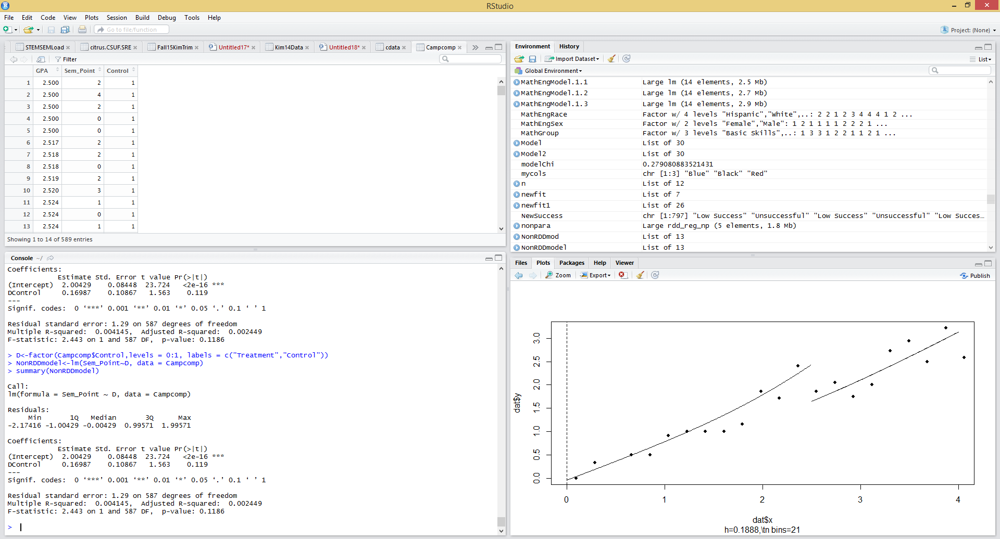 RStudio
File Edit Code View Plots Session Build Debug Tools Help
Go to file/function
Project: (None)
STEMSEMLoad citrus.CSUF.SRE Fall15KimTrim Untitled17* Kim14Data Untitled18* cdata Campcomp
Filter
GPA Sem_Point Control
1 2.500 2 1
2 2.500 4 1
3 2.500 2 1
4 2.500 0 1
5 2.500 0 1
6 2.517 2 1
7 2.518 2 1
8 2.518 0 1
9 2.519 2 1
10 2.520 3 1
11 2.524 1 1
12 2.524 0 1
13 2.524 1 1
Showing 1 to 14 of 589 entries
Console ~/
Coefficients:
Estimate Std. Error t value Pr(>|t|)
(Intercept) 2.00429 0.08448 23.724 <2e-16 ***
DControl 0.16987 0.10867 1.563 0.119
---
Signif. codes: 0 ‘***’ 0.001 ‘**’ 0.01 ‘*’ 0.05 ‘.’ 0.1 ‘ ’ 1
Residual standard error: 1.29 on 587 degrees of freedom
Multiple R-squared: 0.004145, Adjusted R-squared: 0.002449
F-statistic: 2.443 on 1 and 587 DF, p-value: 0.1186
> D<-factor(Campcomp$Control,levels = 0:1, labels = c("Treatment","Control"))
> NonRDDmodel<-lm(Sem_Point~D, data = Campcomp)
> summary(NonRDDmodel)
Call:
lm(formula = Sem_Point ~ D, data = Campcomp)
Residuals:
Min 1Q Median 3Q Max
-2.17416 -1.00429 -0.00429 0.99571 1.99571
Coefficients:
Estimate Std. Error t value Pr(>|t|)
(Intercept) 2.00429 0.08448 23.724 <2e-16 ***
DControl 0.16987 0.10867 1.563 0.119
---
Signif. codes: 0 ‘***’ 0.001 ‘**’ 0.01 ‘*’ 0.05 ‘.’ 0.1 ‘ ’ 1
Residual standard error: 1.29 on 587 degrees of freedom
Multiple R-squared: 0.004145, Adjusted R-squared: 0.002449
F-statistic: 2.443 on 1 and 587 DF, p-value: 0.1186
>
Environment History
Import Dataset List
Global Environment
MathEngModel.1.1 Large lm (14 elements, 2.5 Mb)
MathEngModel.1.2 Large lm (14 elements, 2.7 Mb)
MathEngModel.1.3 Large lm (14 elements, 2.9 Mb)
MathEngRace Factor w/ 4 levels "Hispanic","White",..: 2 2 1 2 3 4 4 4 1 2 ...
MathEngSex Factor w/ 2 levels "Female","Male": 1 2 1 1 1 1 2 2 2 1 ...
MathGroup Factor w/ 3 levels "Basic Skills",..: 1 3 3 1 2 2 1 1 2 1 ...
Model List of 30
Model2 List of 30
modelChi 0.279080883521431
mycols chr [1:3] "Blue" "Black" "Red"
n List of 12
newfit List of 7
newfit1 List of 26
NewSuccess chr [1:797] "Low Success" "Unsuccessful" "Low Success" "Unsuccessful" "Low Succes...
nonpara Large rdd_reg_np (5 elements, 1.8 Mb)
NonRDDmod List of 13
NonRDDmodel List of 13
Files Plots Packages Help Viewer
Zoom Export Publish
dat$y
3.0
2.5
2.0
1.5
1.0
0.5
0.0
0 1 2 3 4
dat$x
h=0.1888,\tn bins=21